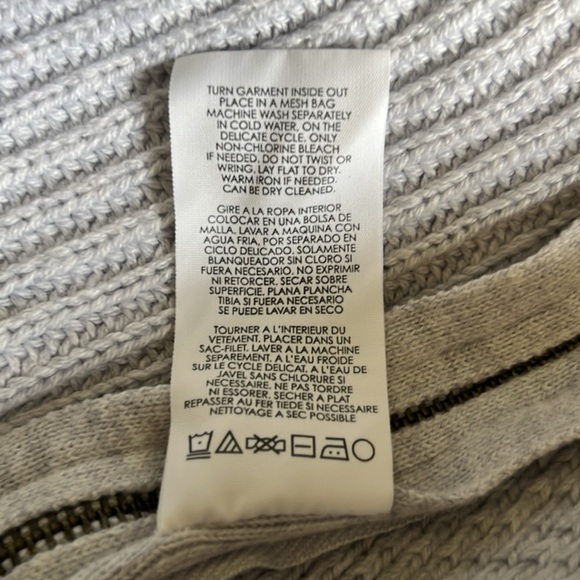 TURN GARMENT INSIDE OUT
PLACE IN A MESH BAG
MACHINE WASH SEPARATELY
IN COLD WATER, ON THE
DELICATE CYCLE. ONLY
NON-CHLORINE BLEACH
IF NEEDED. DO NOT TWIST OR
WRING. LAY FLAT TO DRY.
WARM IRON IF NEEDED.
CAN BE DRY CLEANED.
GIRE A LA ROPA INTERIOR
COLOCAR EN UNA BOLSA DE
MALLA. LAVAR A MAQUINA CON
AGUA FRIA, POR SEPARADO EN
CICLO DELICADO. SOLAMENTE
BLANQUEADOR SIN CLORO SI
FUERA NECESARIO. NO EXPRIMIR
NI RETORCER. SECAR SOBRE
SUPERFICIE. PLANA PLANCHA
TIBIA SI FUERA NECESARIO
SE PUEDE LAVAR EN SECO
TOURNER A L'INTERIEUR DU
VETEMENT. PLACER DANS UN
SAC-FILET. LAVER A LA MACHINE
SEPAREMENT. A L'EAU FROIDE
SUR LE CYCLE DELICAT. A L'EAU DE
JAVEL SANS CHLORURE SI
NECESSAIRE. NE PAS TORDRE
NI ESSORER. SECHER A PLAT
REPASSER AU FER TIEDE SI NECESSAIRE
NETTOYAGE A SEC POSSIBLE